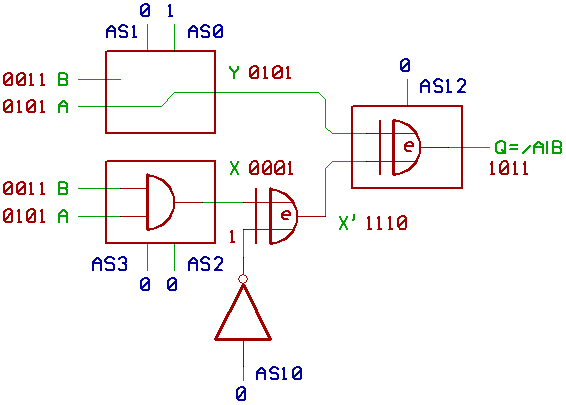 0 1
AS1 AS0
0011 B
Y 0101
0101 A
0
AS12
e
Q=/A|B
1011
X 0001
0011 B
0101 A
e
1
X' 1110
AS3 AS2
0 0
AS10
0